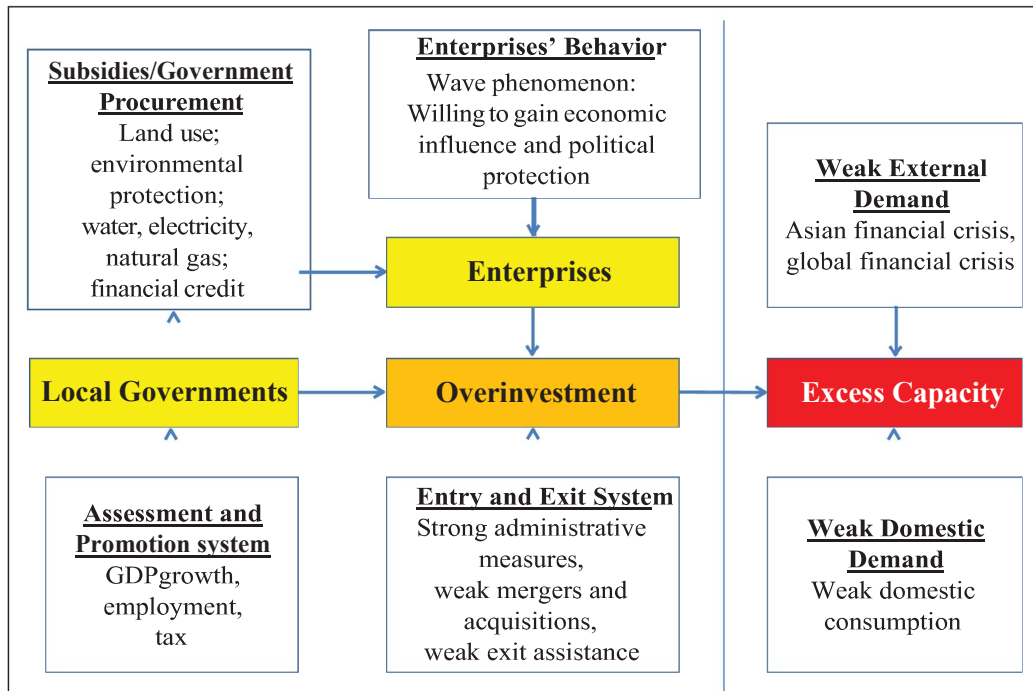 Subsidies/Government
Procurement
Land use;
environmental
protection;
water, electricity,
natural gas;
financial credit
Enterprises’ Behavior
Wave phenomenon:
Willing to gain economic
influence and political
protection
Weak External
Demand
Asian financial crisis,
global financial crisis
Enterprises
Local Governments
Overinvestment
Excess Capacity
Assessment and
Promotion system
GDPgrowth,
employment,
tax
Entry and Exit System
Strong administrative
measures,
weak mergers and
acquisitions,
weak exit assistance
Weak Domestic
Demand
Weak domestic
consumption